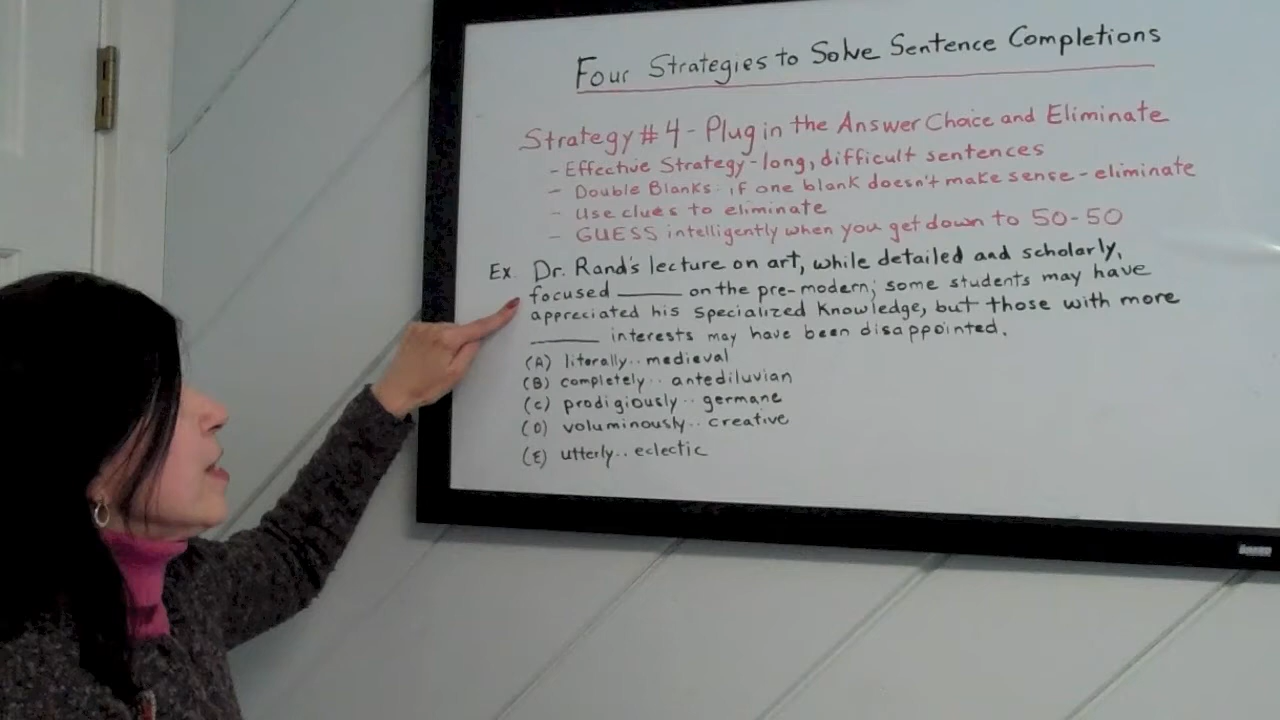 Four Strategies to Solve Sentence Completions
Strategy #4 - Plug in the Answer Choice and Eliminate
- Effective Strategy - long, difficult sentences
- Double Blanks - if one blank doesn't make sense - eliminate
- Use clues to eliminate
- GUESS intelligently when you get down to 50-50
Ex. Dr. Rand's lecture on art, while detailed and scholarly,
focused ______ on the pre-modern; some students may have
appreciated his specialized knowledge, but those with more
______ interests may have been disappointed.
(A) literally.. medieval
(B) completely.. antediluvian
(C) prodigiously.. germane
(D) voluminously.. creative
(E) utterly.. eclectic